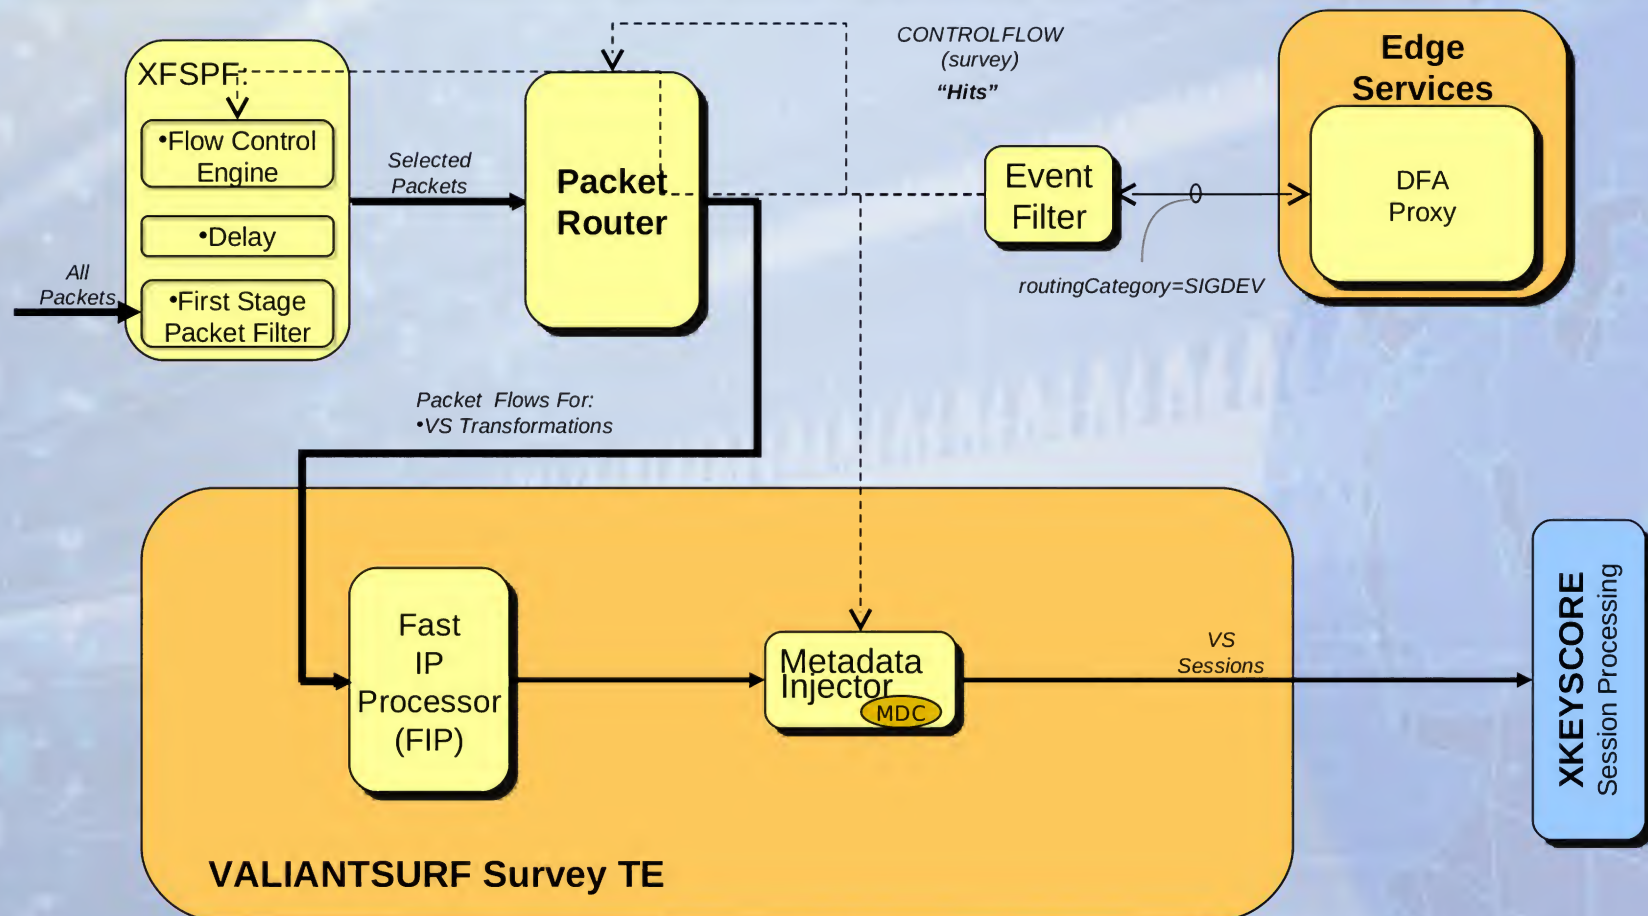 XFSPF:
•Flow Control
Engine
•Delay
•First Stage
Packet Filter
All
Packets
Selected
Packets
Packet
Router
CONTROLFLOW
(survey)
“Hits”
Event
Filter
routingCategory=SIGDEV
Edge
Services
DFA
Proxy
Packet  Flows For:
•VS Transformations
Fast
IP
Processor
(FIP)
Metadata
Injector
MDC
VS
Sessions
XKEYSCORE
Session Processing
VALIANTSURF Survey TE